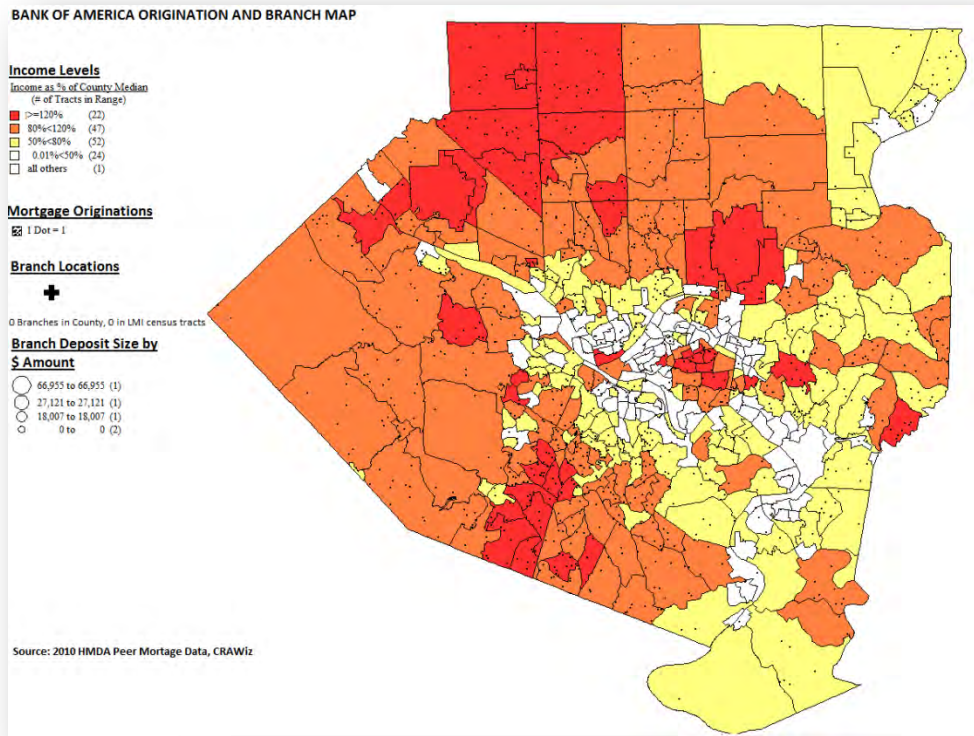 BANK OF AMERICA ORIGINATION AND BRANCH MAP
Income Levels
Income as % of County Median
(# of Tracts in Range)
>=120% (22)
80%<120% (47)
50%<80% (52)
0.01%<50% (24)
all others (1)
Mortgage Originations
1 Dot = 1
Branch Locations
0 Branches in County, 0 in LMI census tracts
Branch Deposit Size by
$ Amount
66,955 to 66,955 (1)
27,121 to 27,121 (1)
18,007 to 18,007 (1)
0 to 0 (2)
Source: 2010 HMDA Peer Mortage Data, CRAWiz